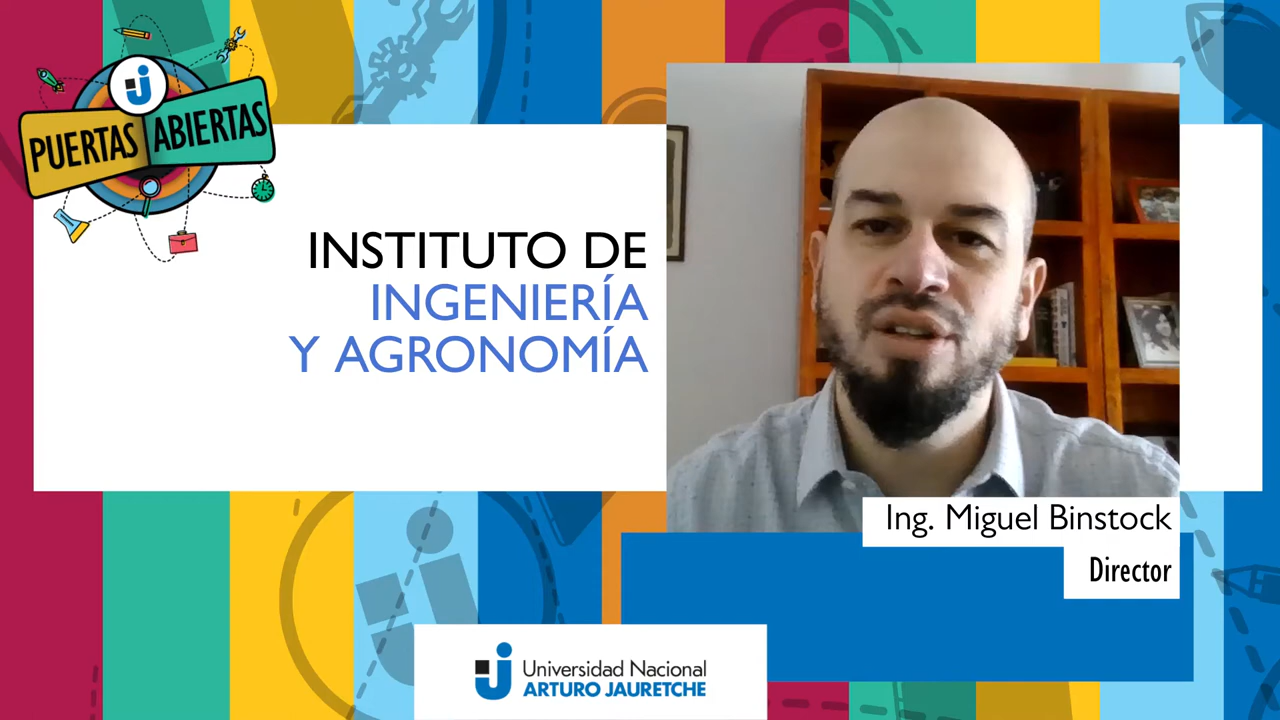 PUERTAS ABIERTAS
INSTITUTO DE
INGENIERÍA
Y AGRONOMÍA
Ing. Miguel Binstock
Director
Universidad Nacional
ARTURO JAURETCHE